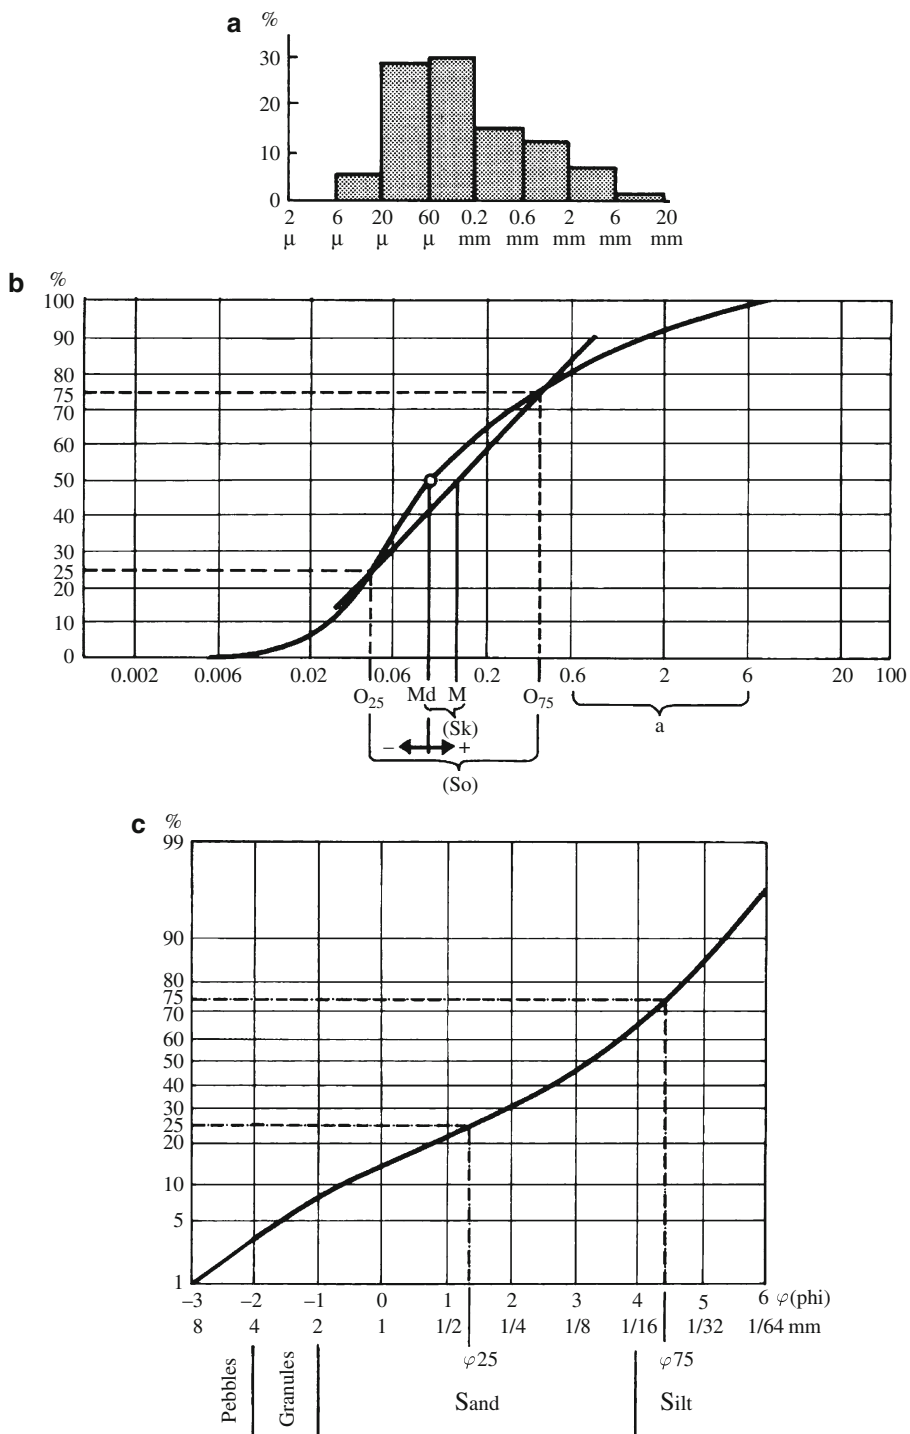 a %
30
20
10
0
2 6 20 60 0.2 0.6 2 6 20
μ μ μ μ mm mm mm mm mm
b %
100
90
80
75
70
60
50
40
30
25
20
10
0
0.002 0.006 0.02 0.06 0.2 0.6 2 6 20 100
O25 Md M O75
(Sk) a
– +
(So)
c %
99
90
80
75
70
60
50
40
30
25
20
10
5
1
–3 –2 –1 0 1 2 3 4 5 6 φ(phi)
8 4 2 1 1/2 1/4 1/8 1/16 1/32 1/64 mm
φ25 φ75
Pebbles Granules Sand Silt